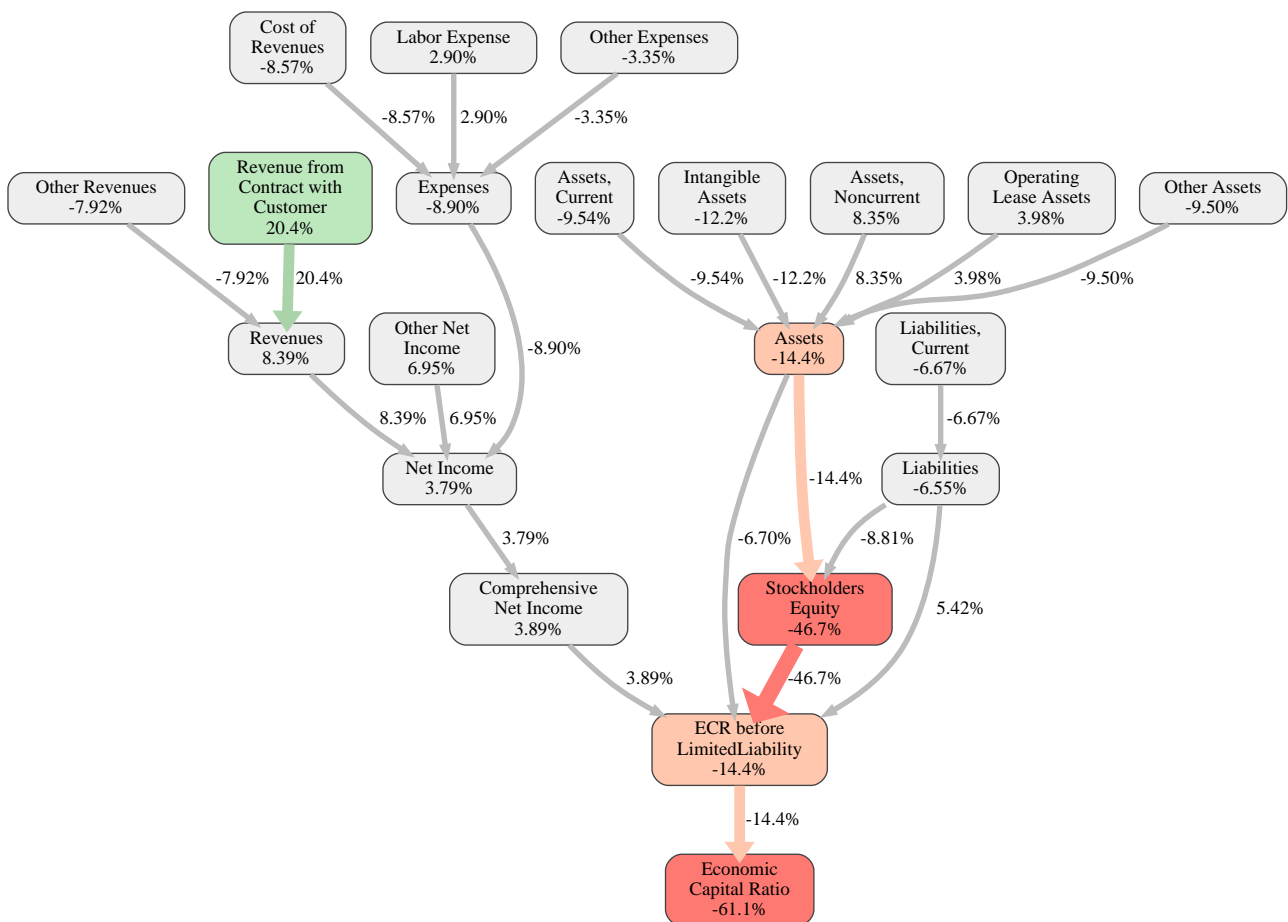 Cost of
Revenues
-8.57%
Labor Expense
2.90%
Other Expenses
-3.35%
-8.57%
2.90%
-3.35%
Other Revenues
-7.92%
Revenue from
Contract with
Customer
20.4%
Expenses
-8.90%
Assets,
Current
-9.54%
Intangible
Assets
-12.2%
Assets,
Noncurrent
8.35%
Operating
Lease Assets
3.98%
Other Assets
-9.50%
-7.92%
20.4%
-9.54%
-12.2%
8.35%
3.98%
-9.50%
Revenues
8.39%
Other Net
Income
6.95%
-8.90%
Assets
-14.4%
Liabilities,
Current
-6.67%
8.39%
6.95%
-6.67%
Net Income
3.79%
-14.4%
Liabilities
-6.55%
3.79%
-6.70%
-8.81%
Comprehensive
Net Income
3.89%
Stockholders
Equity
-46.7%
5.42%
3.89%
-46.7%
ECR before
LimitedLiability
-14.4%
-14.4%
Economic
Capital Ratio
-61.1%